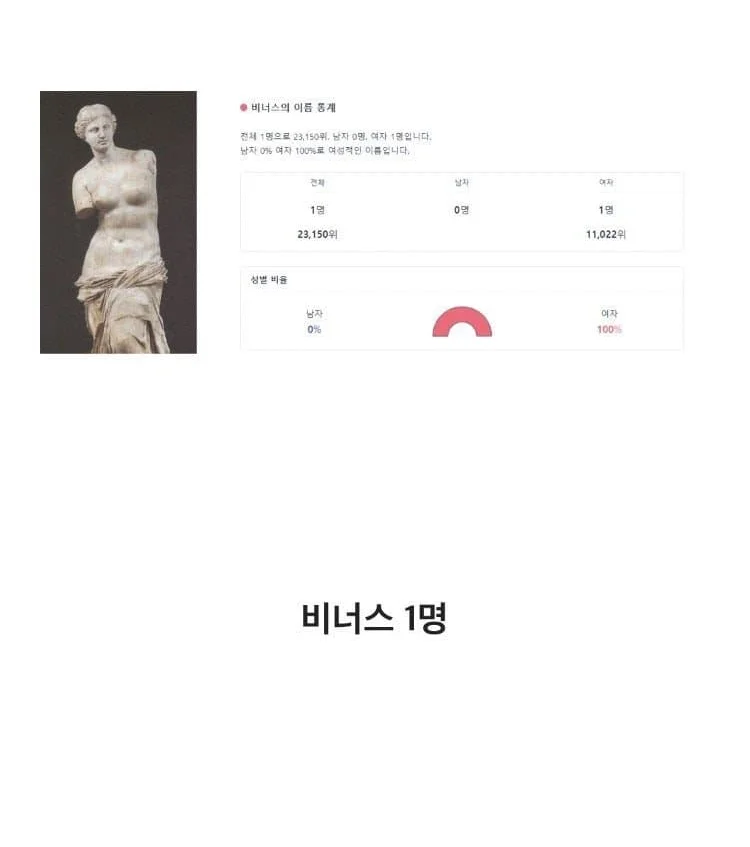 비너스의 이름 통계
전체 1명으로 23,150위. 남자 0명. 여자 1명입니다.
남자 0% 여자 100%로 여성적인 이름입니다.
전체 남자 여자
1명 0명 1명
23,150위 11,022위
성별 비율
남자 여자
0% 100%
비너스 1명